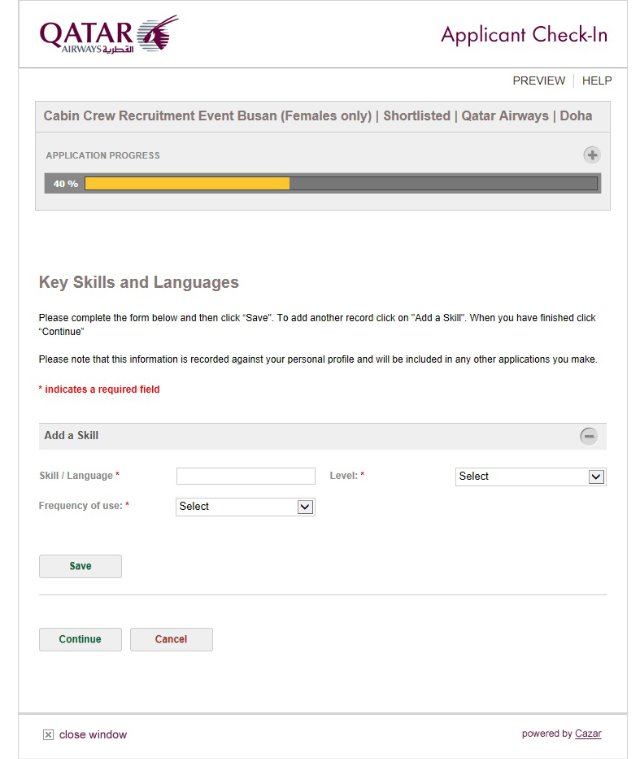 QATAR
AIRWAYS القطرية
Applicant Check-In
PREVIEW HELP
Cabin Crew Recruitment Event Busan (Females only) | Shortlisted | Qatar Airways | Doha
APPLICATION PROGRESS
40 %
Key Skills and Languages
Please complete the form below and then click “Save”. To add another record click on "Add a Skill". When you have finished click
“Continue”
Please note that this information is recorded against your personal profile and will be included in any other applications you make.
* indicates a required field
Add a Skill
Skill / Language * Level: * Select
Frequency of use: * Select
Save
Continue Cancel
close window powered by Cazar